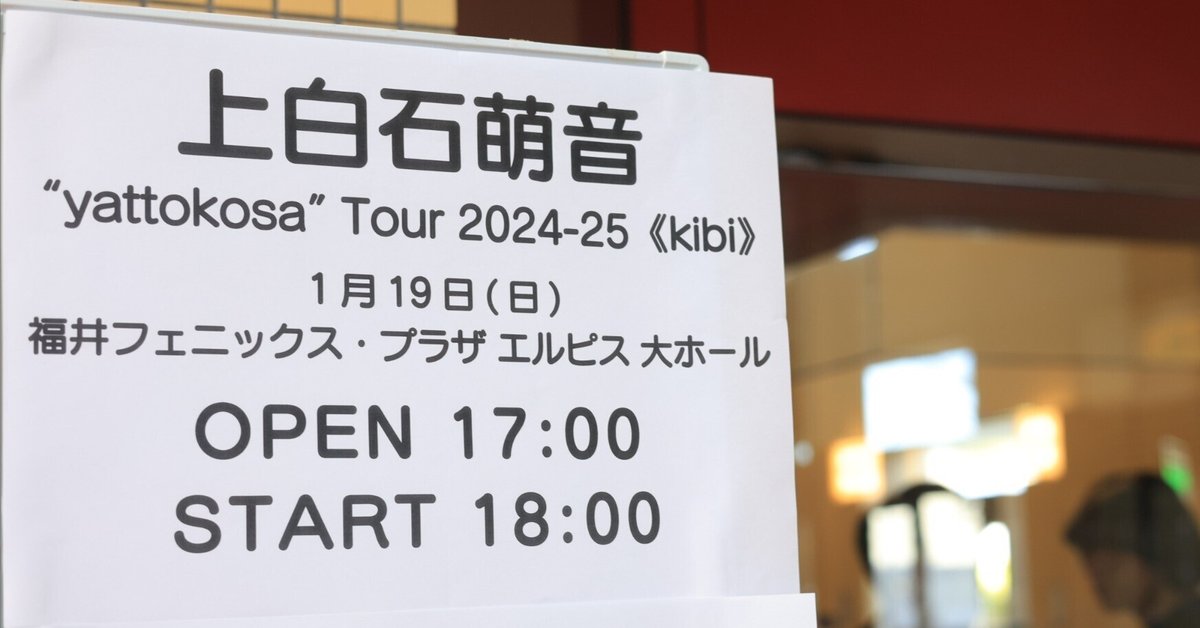 上白石萌音
“yattokosa” Tour 2024-25《kibi》
1月19日(日)
福井フェニックス・プラザ エルピス 大ホール
OPEN 17:00
START 18:00